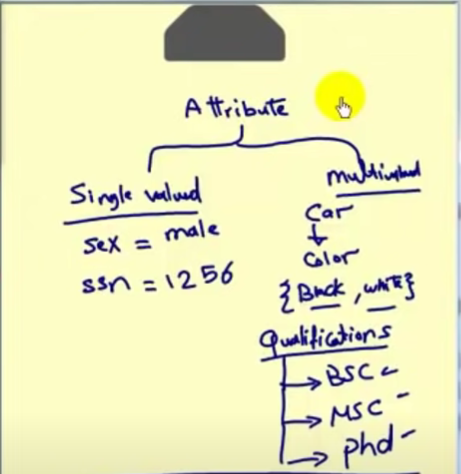 Attribute
Single valued
sex = male
ssn = 1256
multivalued
Car
Color
{Black, white}
Qualifications
BSC
MSC
phd